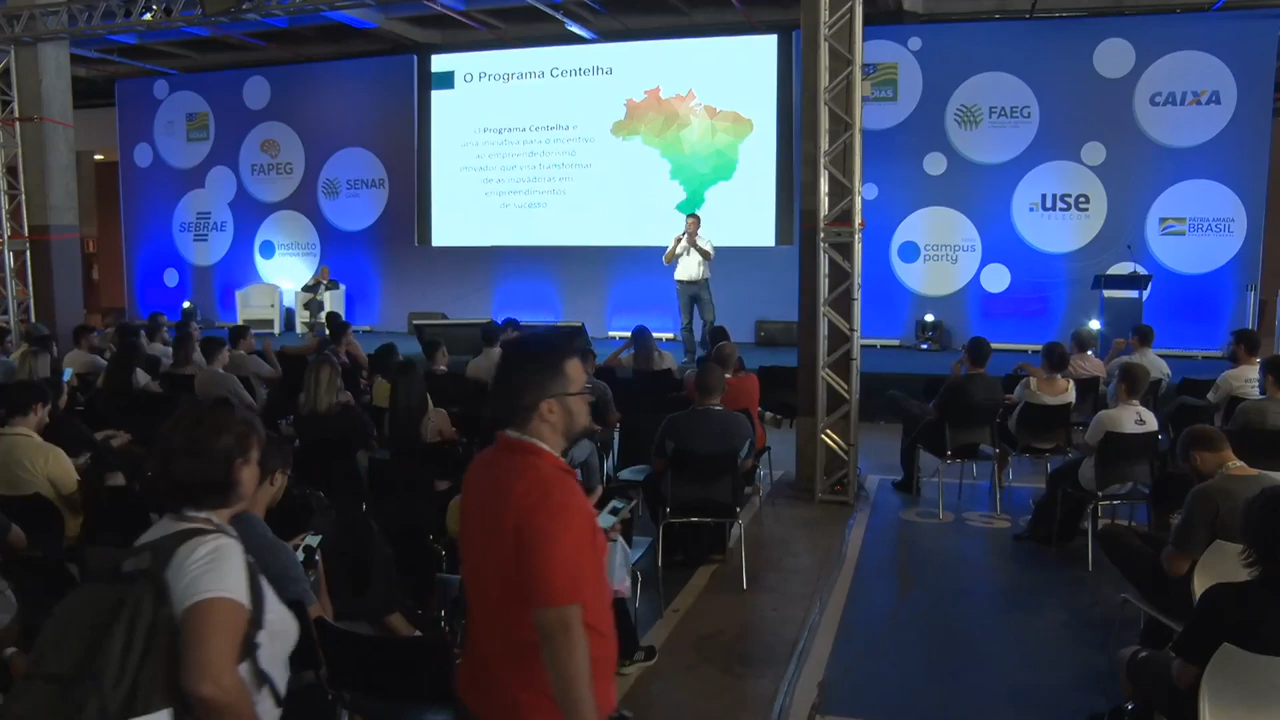 O Programa Centelha
O Programa Centelha é
uma iniciativa para o incentivo
ao empreendedorismo
inovador que visa transformar
ideias inovadoras em
empreendimentos
de sucesso
FAPEG
SENAR
SEBRAE
instituto
campus party
FAEG
CAIXA
use
TELECOM
campus
party
PÁTRIA AMADA
BRASIL